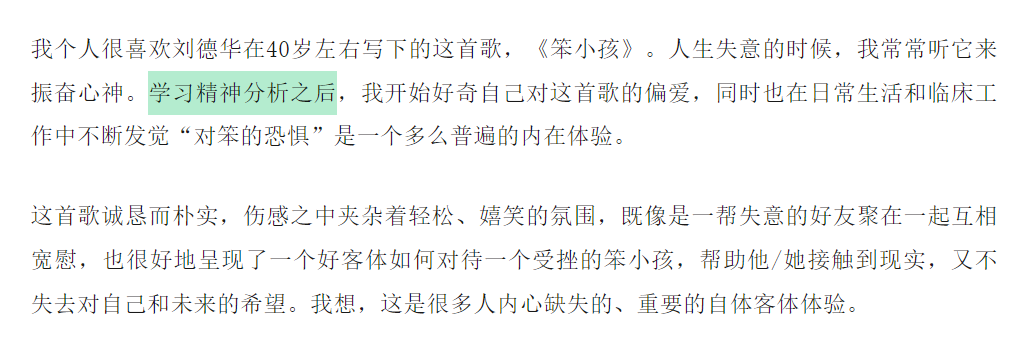 我个人很喜欢刘德华在40岁左右写下的这首歌，《笨小孩》。人生失意的时候，我常常听它来
振奋心神。学习精神分析之后，我开始好奇自己对这首歌的偏爱，同时也在日常生活和临床工
作中不断发觉“对笨的恐惧”是一个多么普遍的内在体验。
这首歌诚恳而朴实，伤感之中夹杂着轻松、嬉笑的氛围，既像是一帮失意的好友聚在一起互相
宽慰，也很好地呈现了一个好客体如何对待一个受挫的笨小孩，帮助他/她接触到现实，又不
失去对自己和未来的希望。我想，这是很多人内心缺失的、重要的自体客体体验。